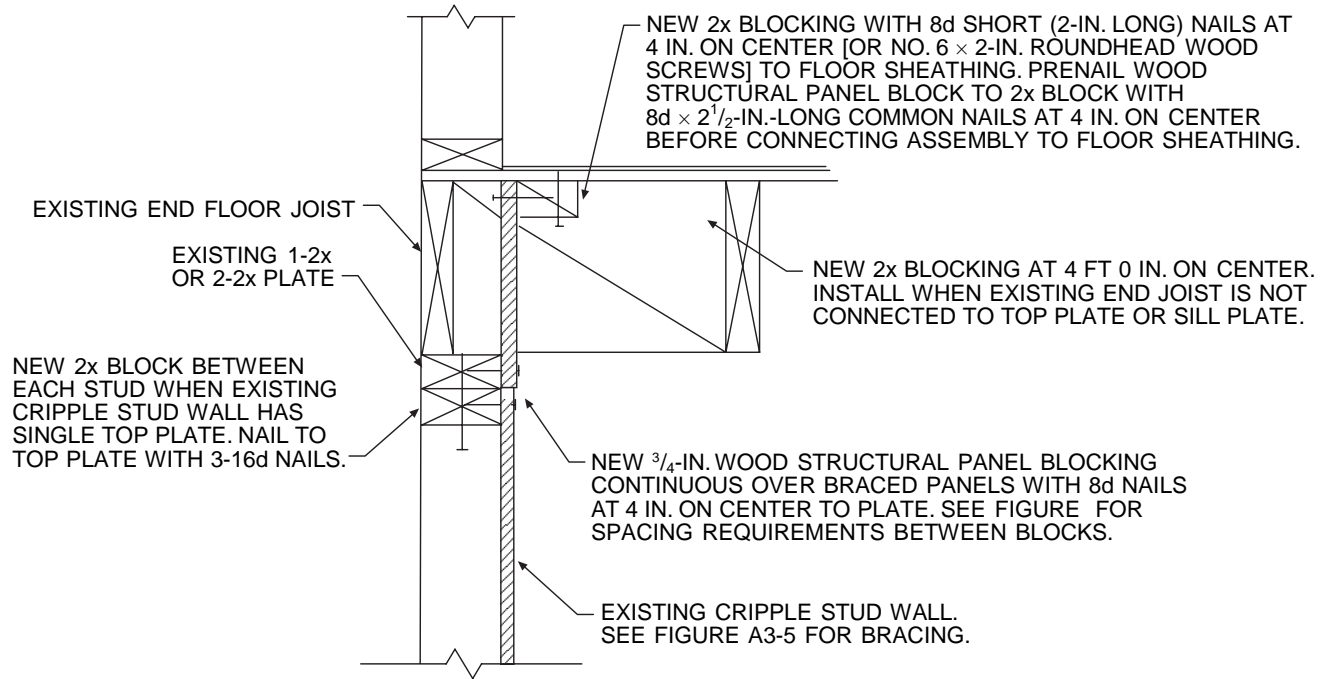 NEW 2x BLOCKING WITH 8d SHORT (2-IN. LONG) NAILS AT
4 IN. ON CENTER [OR NO. 6 × 2-IN. ROUNDHEAD WOOD
SCREWS] TO FLOOR SHEATHING. PRENAIL WOOD
STRUCTURAL PANEL BLOCK TO 2x BLOCK WITH
8d × 2 1/2-IN.-LONG COMMON NAILS AT 4 IN. ON CENTER
BEFORE CONNECTING ASSEMBLY TO FLOOR SHEATHING.
EXISTING END FLOOR JOIST
EXISTING 1-2x
OR 2-2x PLATE
NEW 2x BLOCKING AT 4 FT 0 IN. ON CENTER.
INSTALL WHEN EXISTING END JOIST IS NOT
CONNECTED TO TOP PLATE OR SILL PLATE.
NEW 2x BLOCK BETWEEN
EACH STUD WHEN EXISTING
CRIPPLE STUD WALL HAS
SINGLE TOP PLATE. NAIL TO
TOP PLATE WITH 3-16d NAILS.
NEW 3/4-IN. WOOD STRUCTURAL PANEL BLOCKING
CONTINUOUS OVER BRACED PANELS WITH 8d NAILS
AT 4 IN. ON CENTER TO PLATE. SEE FIGURE FOR
SPACING REQUIREMENTS BETWEEN BLOCKS.
EXISTING CRIPPLE STUD WALL.
SEE FIGURE A3-5 FOR BRACING.